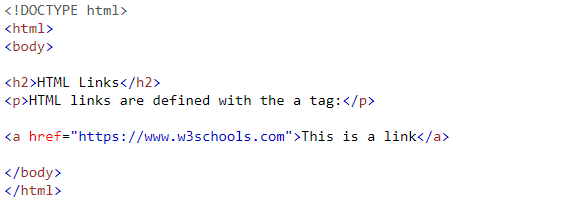 <!DOCTYPE html>
<html>
<body>
<h2>HTML Links</h2>
<p>HTML links are defined with the a tag:</p>
<a href="https://www.w3schools.com">This is a link</a>
</body>
</html>